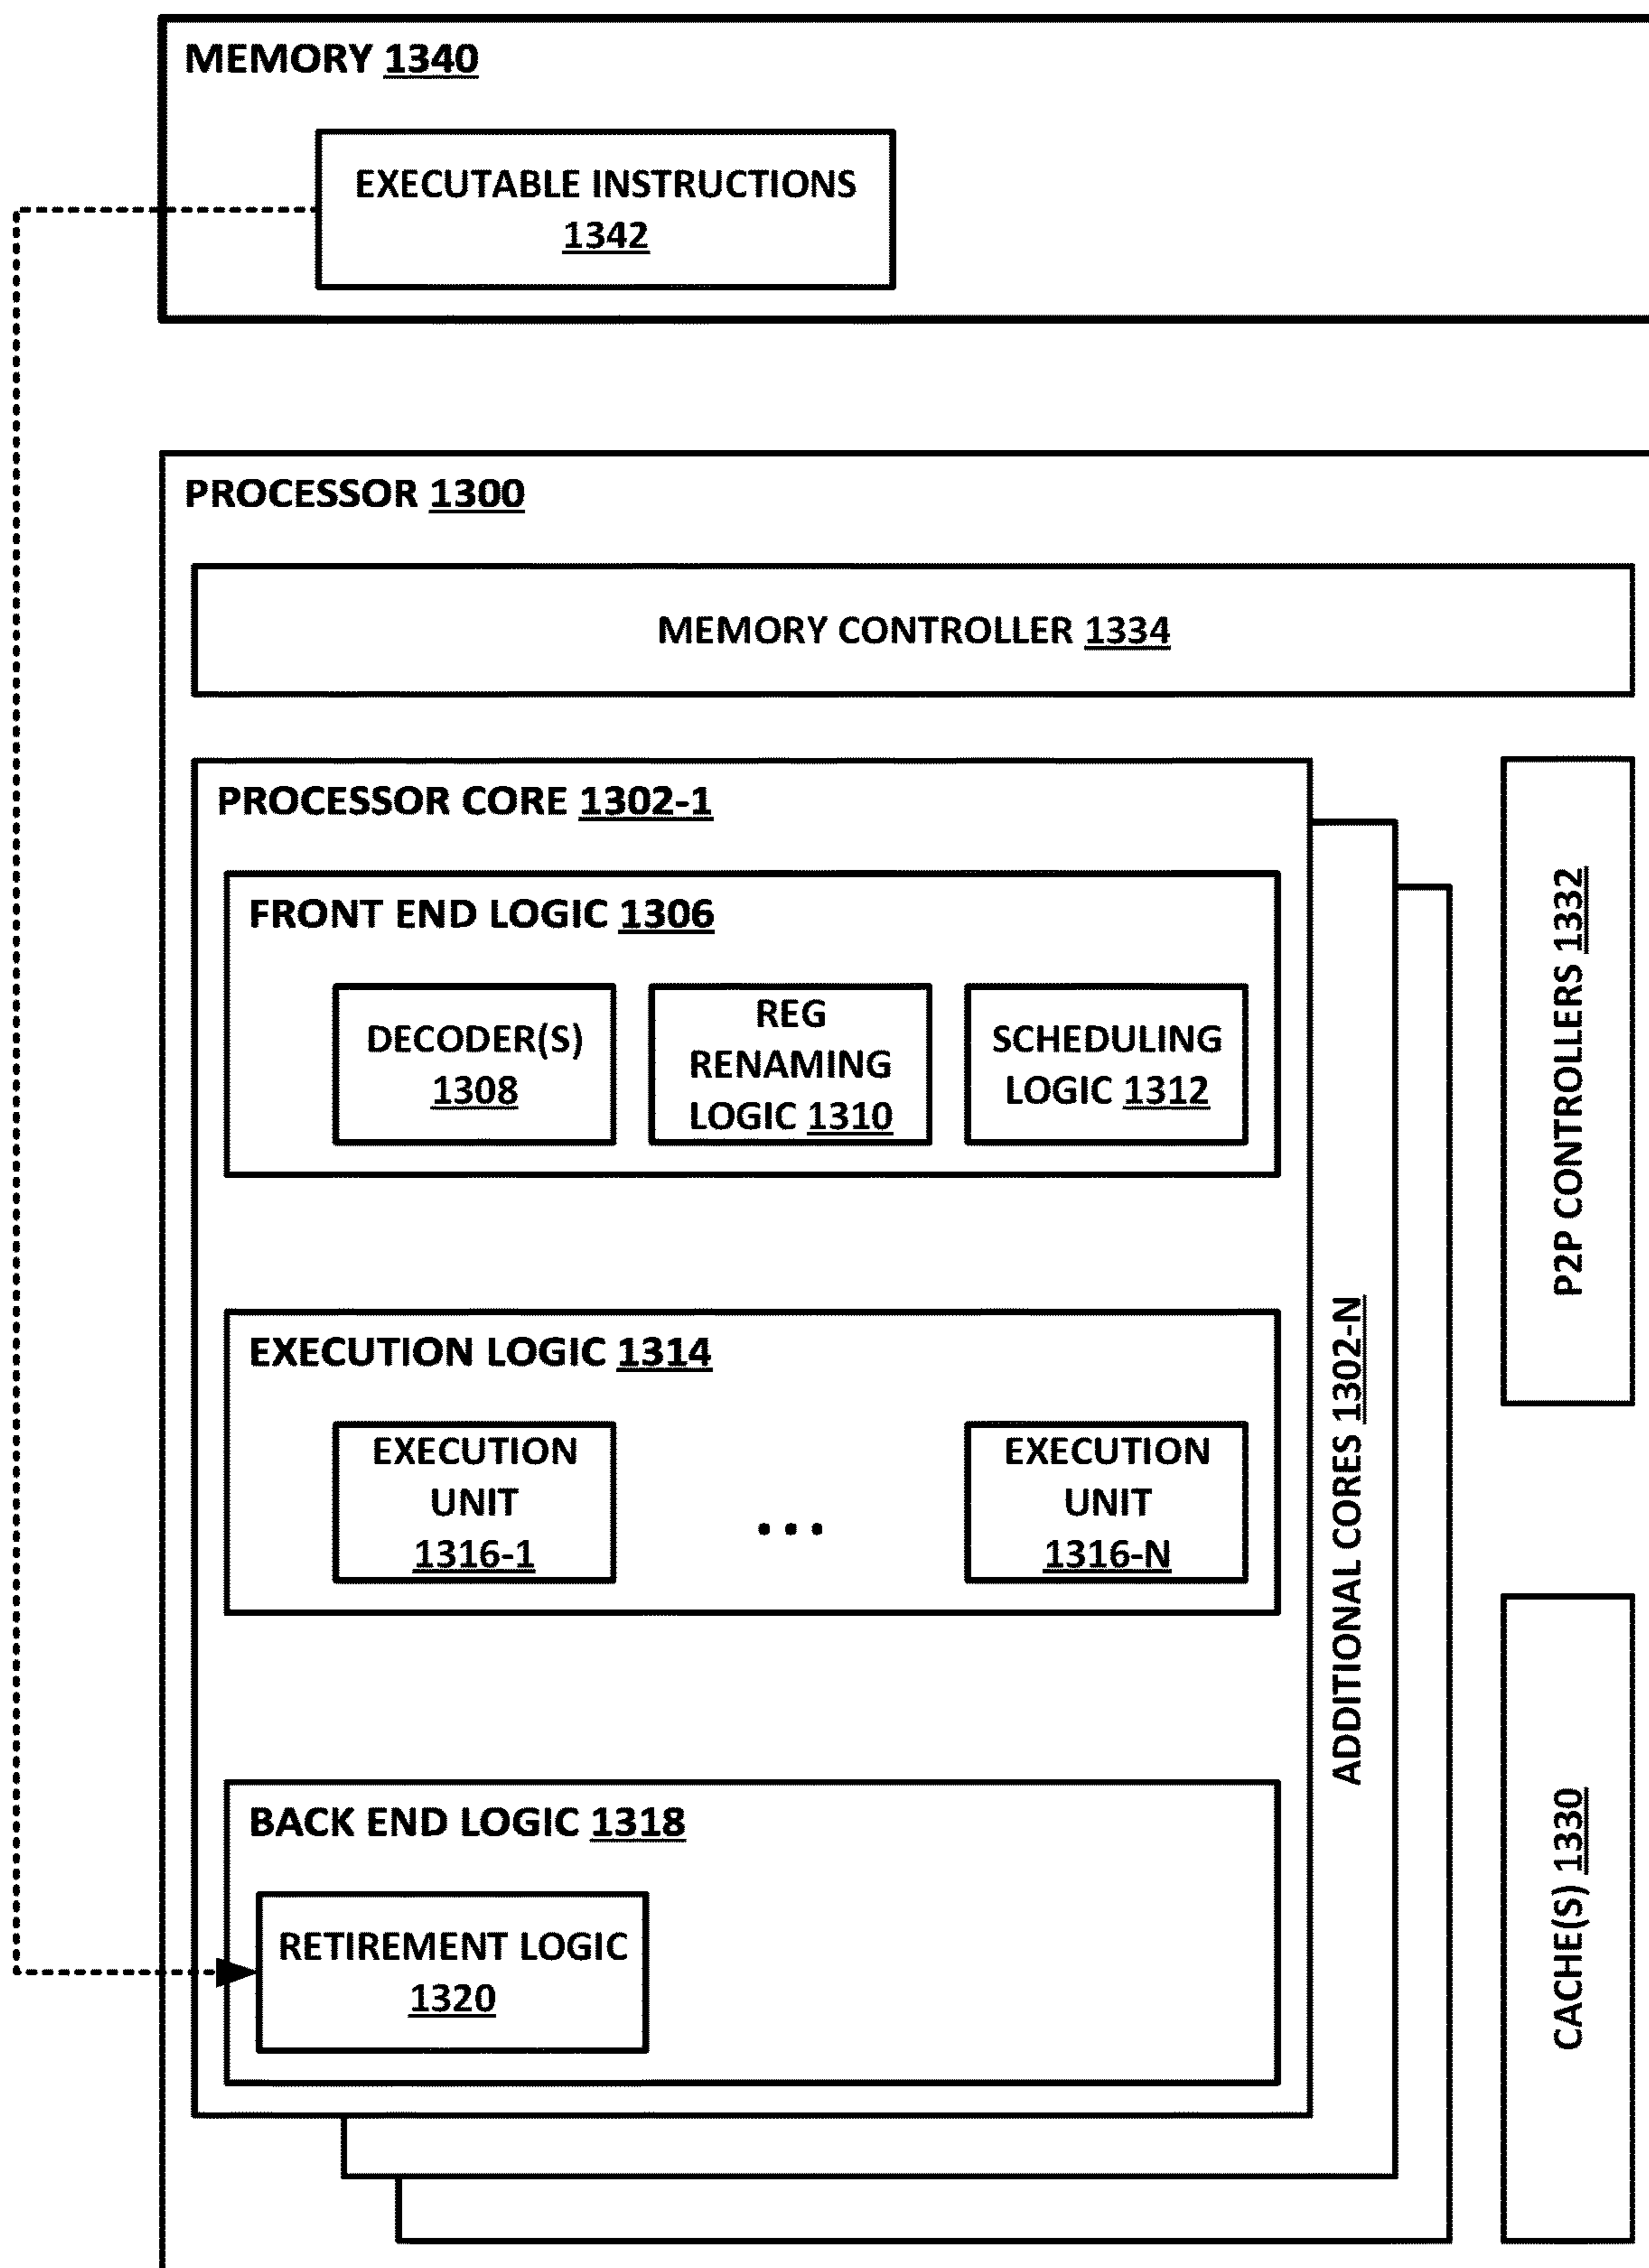 MEMORY 1340
EXECUTABLE INSTRUCTIONS
1342
PROCESSOR 1300
MEMORY CONTROLLER 1334
PROCESSOR CORE 1302-1
FRONT END LOGIC 1306
DECODER(S)
1308
REG
RENAMING
LOGIC 1310
SCHEDULING
LOGIC 1312
EXECUTION LOGIC 1314
EXECUTION
UNIT
1316-1
...
EXECUTION
UNIT
1316-N
BACK END LOGIC 1318
RETIREMENT LOGIC
1320
ADDITIONAL CORES 1302-N
P2P CONTROLLERS 1332
CACHE(S) 1330